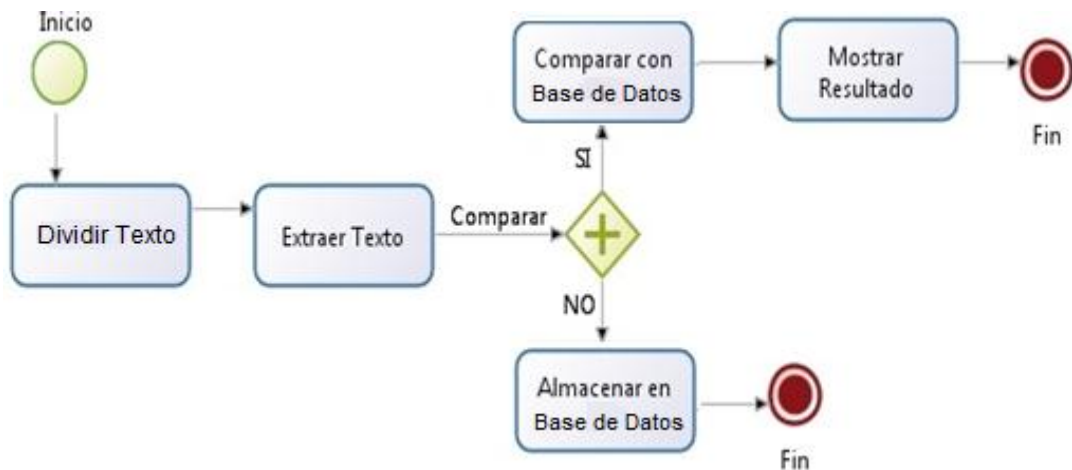 Inicio
Dividir Texto
Extraer Texto
Comparar
SI
Comparar con
Base de Datos
Mostrar
Resultado
Fin
NO
Almacenar en
Base de Datos
Fin